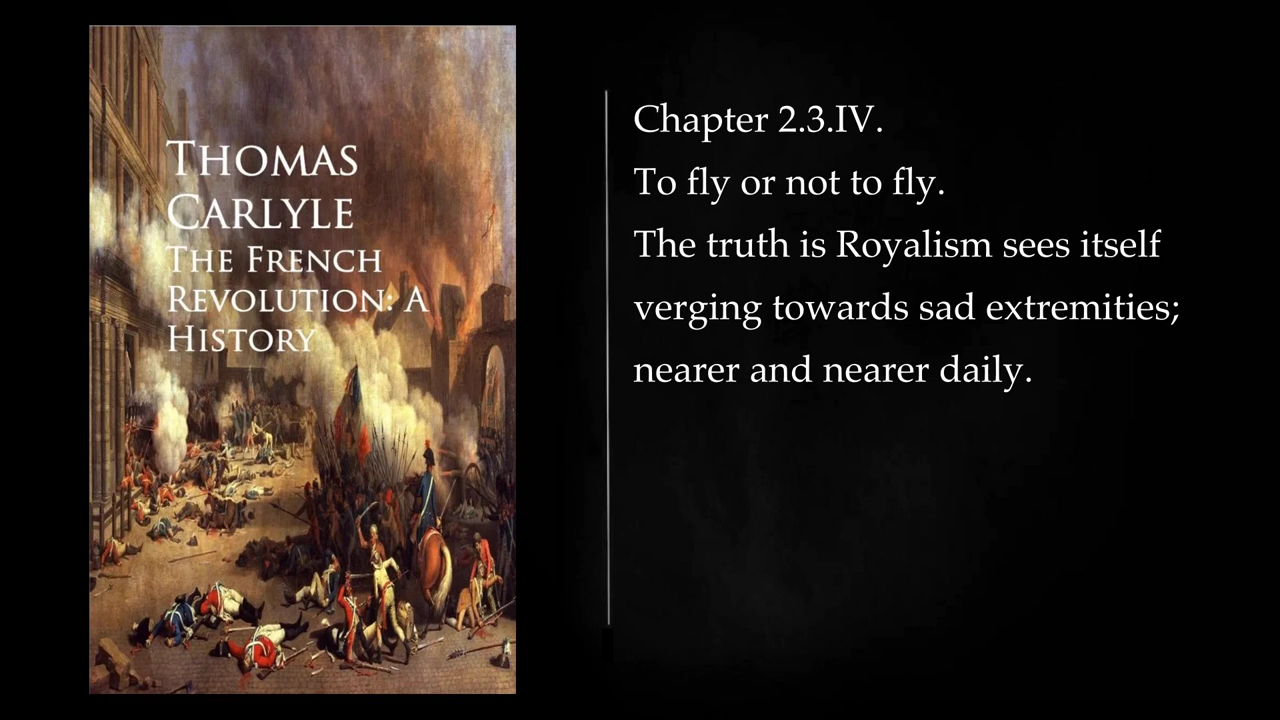 THOMAS
CARLYLE
THE FRENCH
REVOLUTION: A
HISTORY
Chapter 2.3.IV.
To fly or not to fly.
The truth is Royalism sees itself
verging towards sad extremities;
nearer and nearer daily.